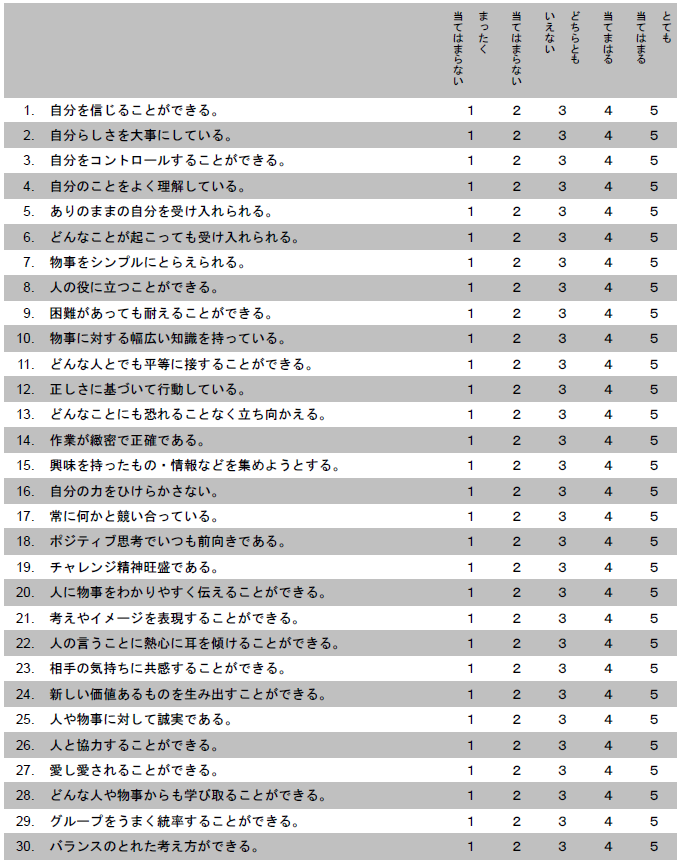 まったく
当てはまらない
当てはまらない
どちらとも
いえない
当てまはる
とても
当てはまる
1. 自分を信じることができる。 1 2 3 4 5
2. 自分らしさを大事にしている。 1 2 3 4 5
3. 自分をコントロールすることができる。 1 2 3 4 5
4. 自分のことをよく理解している。 1 2 3 4 5
5. ありのままの自分を受け入れられる。 1 2 3 4 5
6. どんなことが起こっても受け入れられる。 1 2 3 4 5
7. 物事をシンプルにとらえられる。 1 2 3 4 5
8. 人の役に立つことができる。 1 2 3 4 5
9. 困難があっても耐えることができる。 1 2 3 4 5
10. 物事に対する幅広い知識を持っている。 1 2 3 4 5
11. どんな人とでも平等に接することができる。 1 2 3 4 5
12. 正しさに基づいて行動している。 1 2 3 4 5
13. どんなことにも恐れることなく立ち向かえる。 1 2 3 4 5
14. 作業が緻密で正確である。 1 2 3 4 5
15. 興味を持ったもの・情報などを集めようとする。 1 2 3 4 5
16. 自分の力をひけらかさない。 1 2 3 4 5
17. 常に何かと競い合っている。 1 2 3 4 5
18. ポジティブ思考でいつも前向きである。 1 2 3 4 5
19. チャレンジ精神旺盛である。 1 2 3 4 5
20. 人に物事をわかりやすく伝えることができる。 1 2 3 4 5
21. 考えやイメージを表現することができる。 1 2 3 4 5
22. 人の言うことに熱心に耳を傾けることができる。 1 2 3 4 5
23. 相手の気持ちに共感することができる。 1 2 3 4 5
24. 新しい価値あるものを生み出すことができる。 1 2 3 4 5
25. 人や物事に対して誠実である。 1 2 3 4 5
26. 人と協力することができる。 1 2 3 4 5
27. 愛し愛されることができる。 1 2 3 4 5
28. どんな人や物事からも学び取ることができる。 1 2 3 4 5
29. グループをうまく統率することができる。 1 2 3 4 5
30. バランスのとれた考え方ができる。 1 2 3 4 5